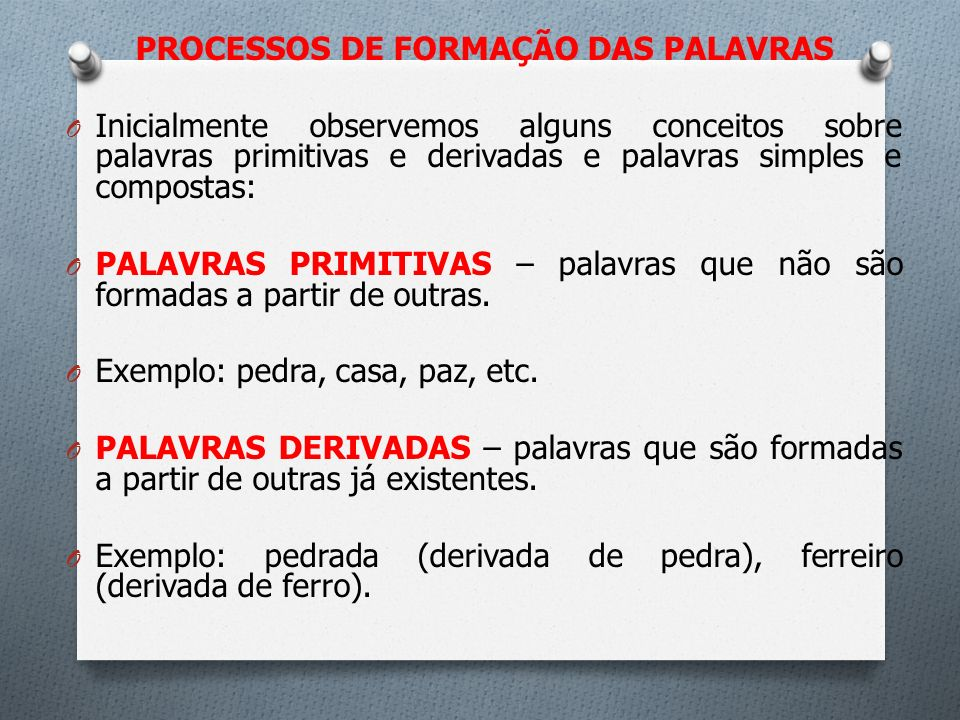 PROCESSOS DE FORMAÇÃO DAS PALAVRAS
Inicialmente observemos alguns conceitos sobre
palavras primitivas e derivadas e palavras simples e
compostas:
PALAVRAS PRIMITIVAS – palavras que não são
formadas a partir de outras.
Exemplo: pedra, casa, paz, etc.
PALAVRAS DERIVADAS – palavras que são formadas
a partir de outras já existentes.
Exemplo: pedrada (derivada de pedra), ferreiro
(derivada de ferro).